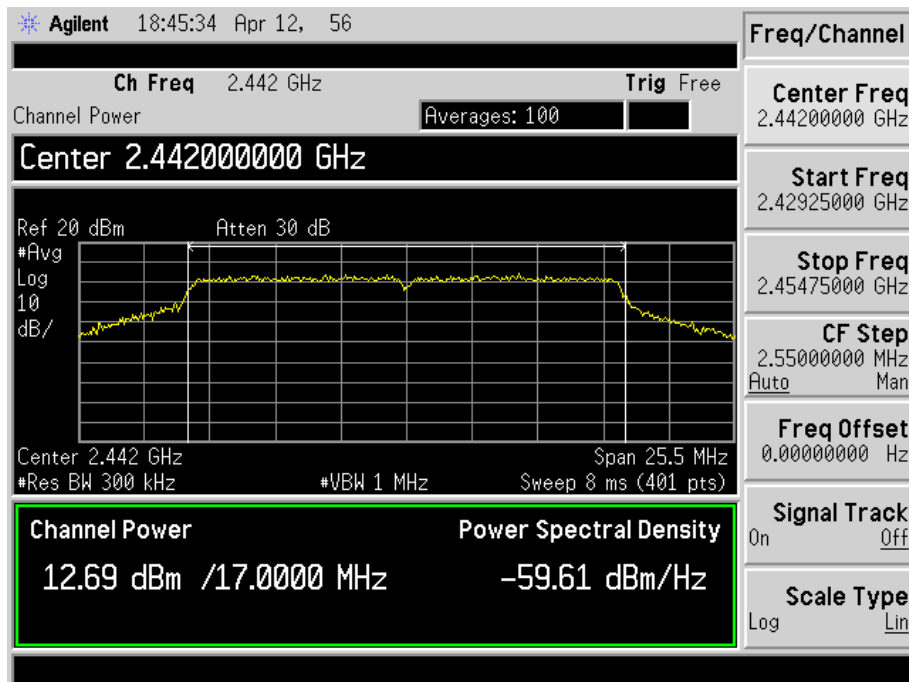 Agilent 18:45:34 Apr 12, 56
Freq/Channel
Ch Freq 2.442 GHz Trig Free
Channel Power Averages: 100
Center 2.442000000 GHz
Ref 20 dBm Atten 30 dB
#Avg
Log
10
dB/
Center 2.442 GHz Span 25.5 MHz
#Res BW 300 kHz #VBW 1 MHz Sweep 8 ms (401 pts)
Channel Power Power Spectral Density
12.69 dBm /17.0000 MHz -59.61 dBm/Hz
Center Freq
2.44200000 GHz
Start Freq
2.42925000 GHz
Stop Freq
2.45475000 GHz
CF Step
2.55000000 MHz
Auto Man
Freq Offset
0.00000000 Hz
Signal Track
On Off
Scale Type
Log Lin